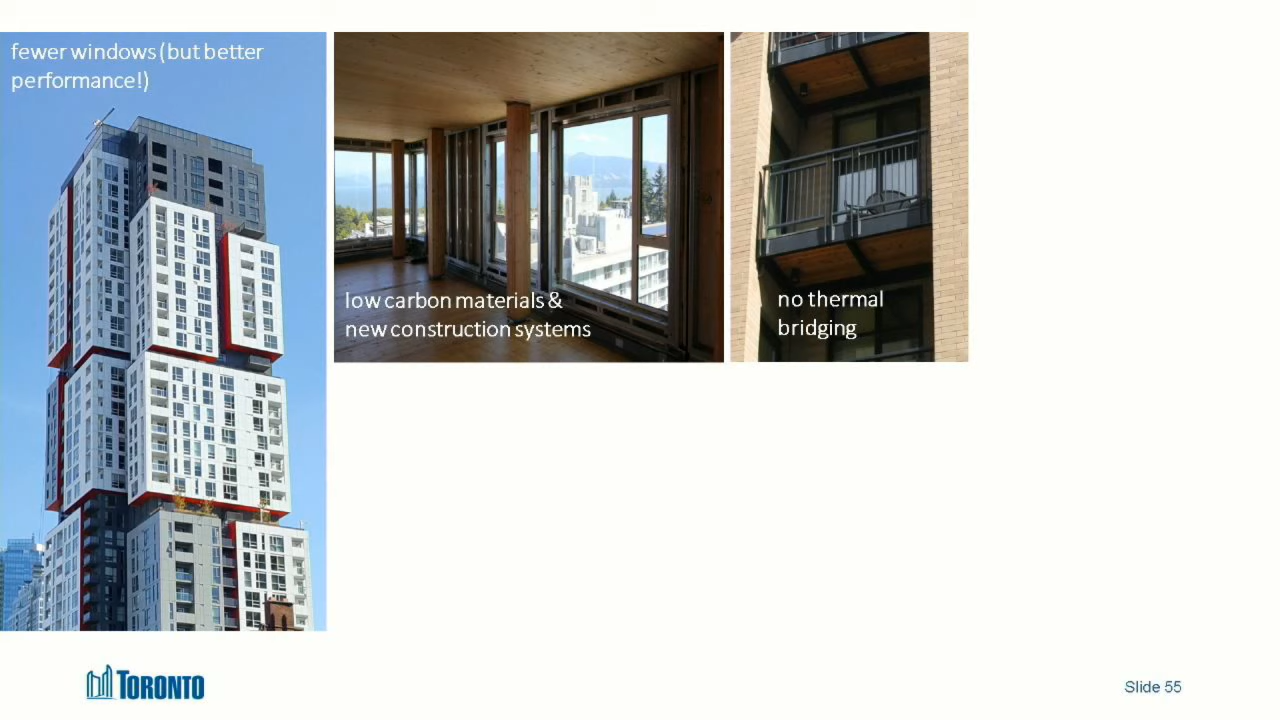 fewer windows (but better
performance!)
low carbon materials &
new construction systems
no thermal
bridging
TORONTO
Slide 55